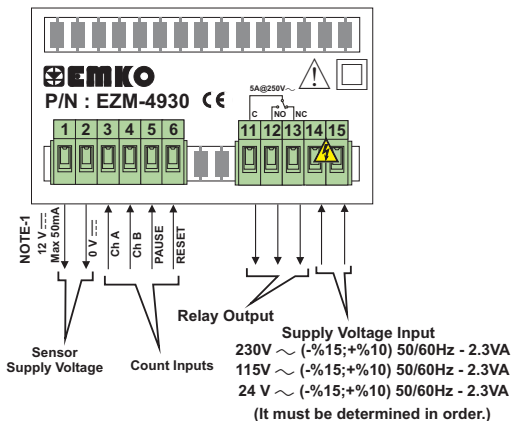 EMKO
P/N : EZM-4930 CE
5A@250V~
C NO NC
1 2 3 4 5 6
11 12 13 14 15
NOTE-1
12 V
Max 50mA
0 V
Ch A
Ch B
PAUSE
RESET
Relay Output
Sensor
Supply Voltage
Count Inputs
Supply Voltage Input
230V ~ (-%15;+%10) 50/60Hz - 2.3VA
115V ~ (-%15;+%10) 50/60Hz - 2.3VA
24 V ~ (-%15;+%10) 50/60Hz - 2.3VA
(It must be determined in order.)